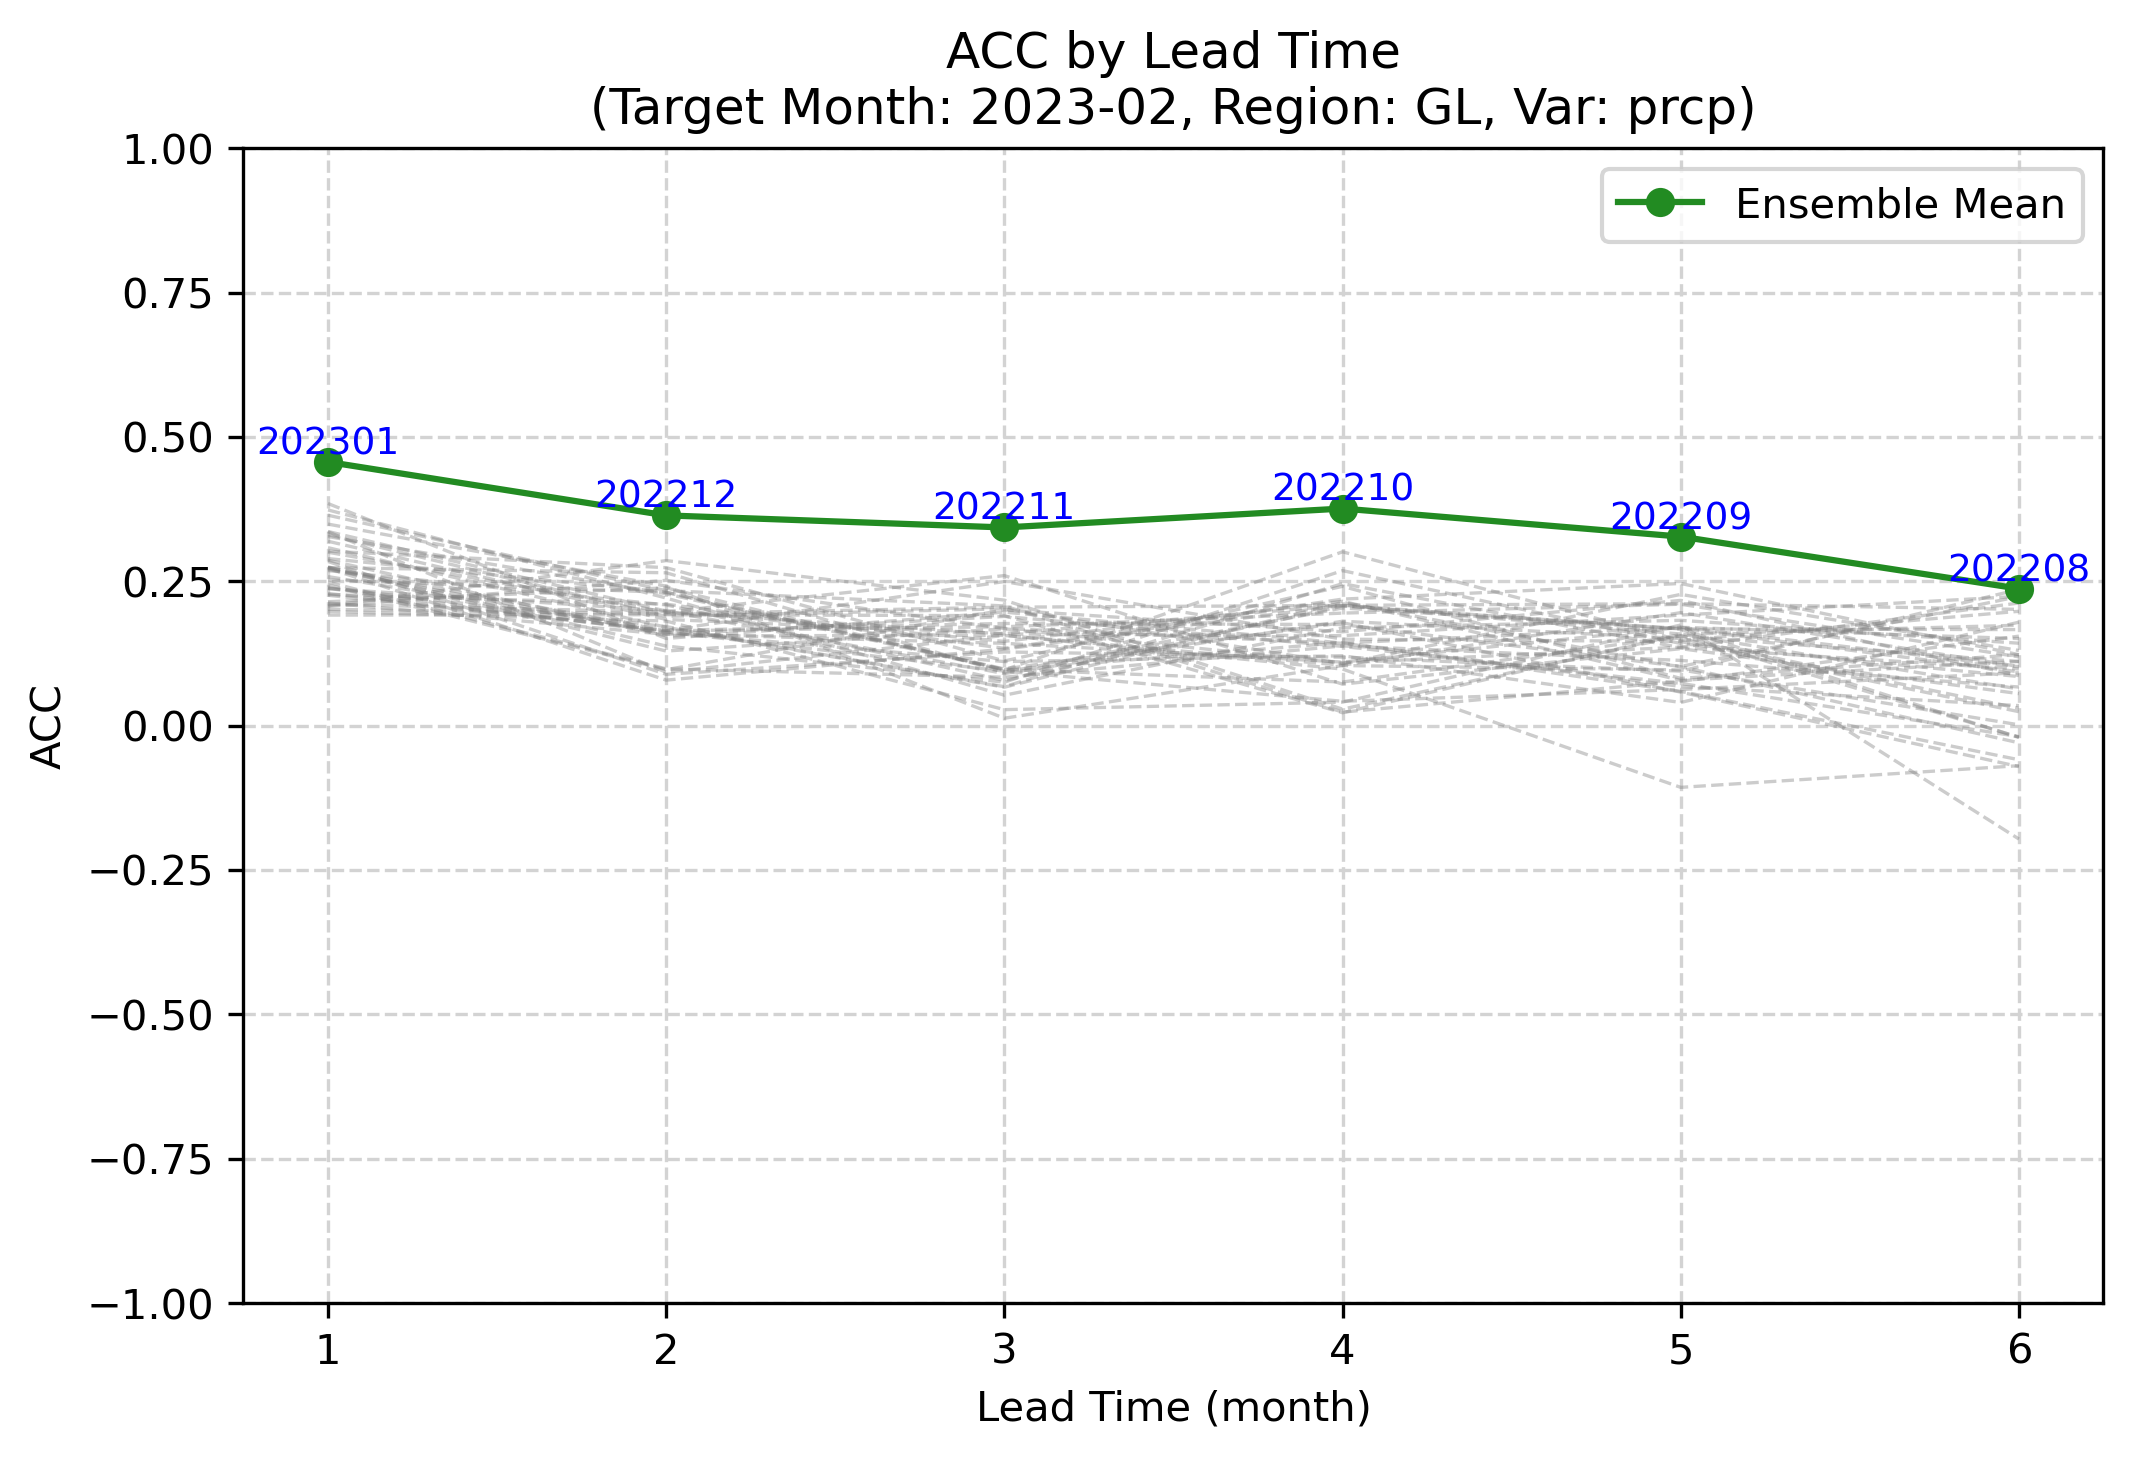 ACC by Lead Time
(Target Month: 2023-02, Region: GL, Var: prcp)
1.00
0.75
0.50
0.25
0.00
−0.25
−0.50
−0.75
−1.00
ACC
Ensemble Mean
202301
202212
202211
202210
202209
202208
1 2 3 4 5 6
Lead Time (month)